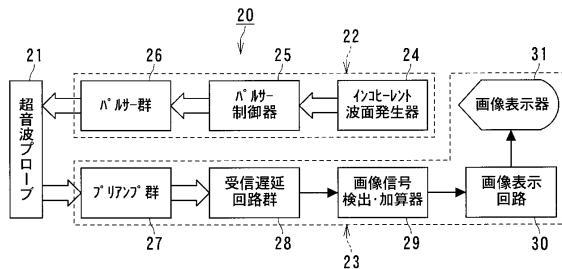 20
21
26
25
22
24
31
超音波プローブ
パルサー群
パルサー
制御器
インコヒーレント
波面発生器
画像表示器
プリアンプ群
受信遅延
回路群
画像信号
検出・加算器
画像表示
回路
27
28
23
29
30